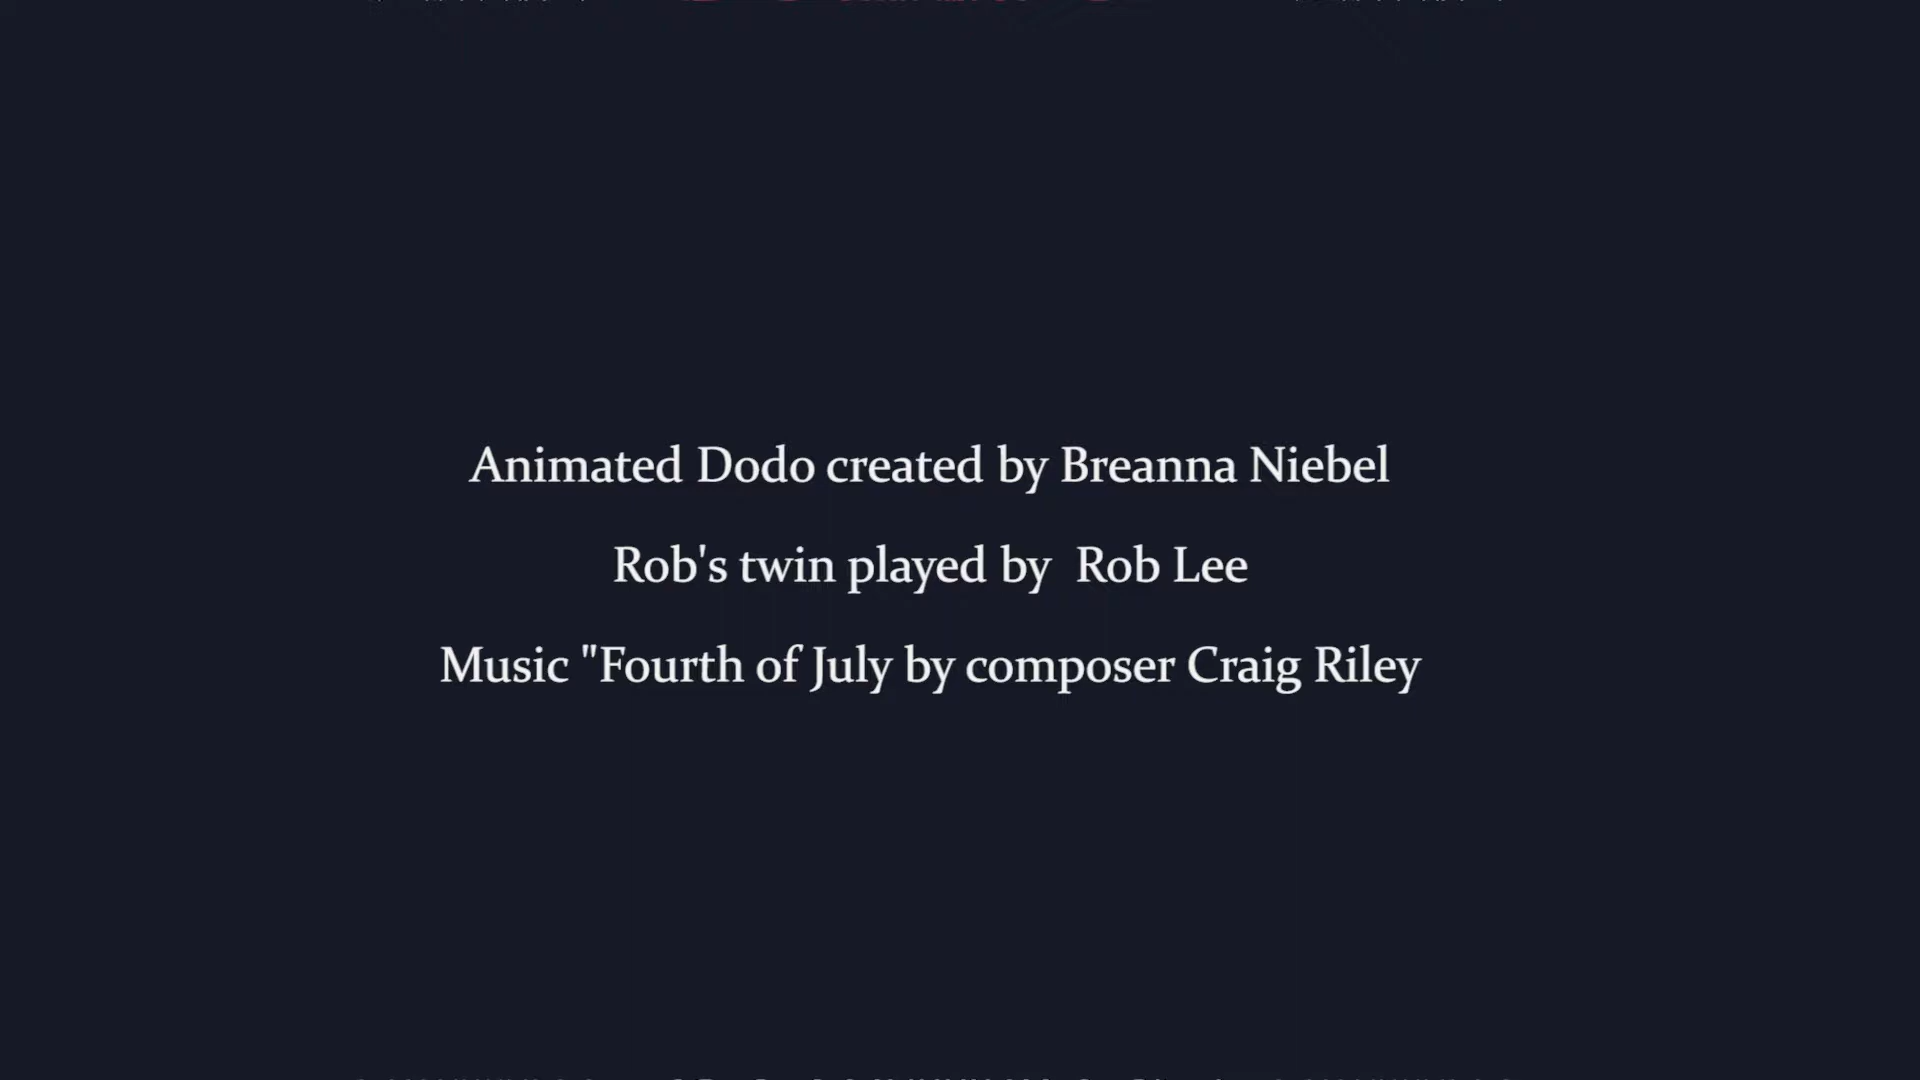 Animated Dodo created by Breanna Niebel
Rob's twin played by  Rob Lee
Music "Fourth of July by composer Craig Riley